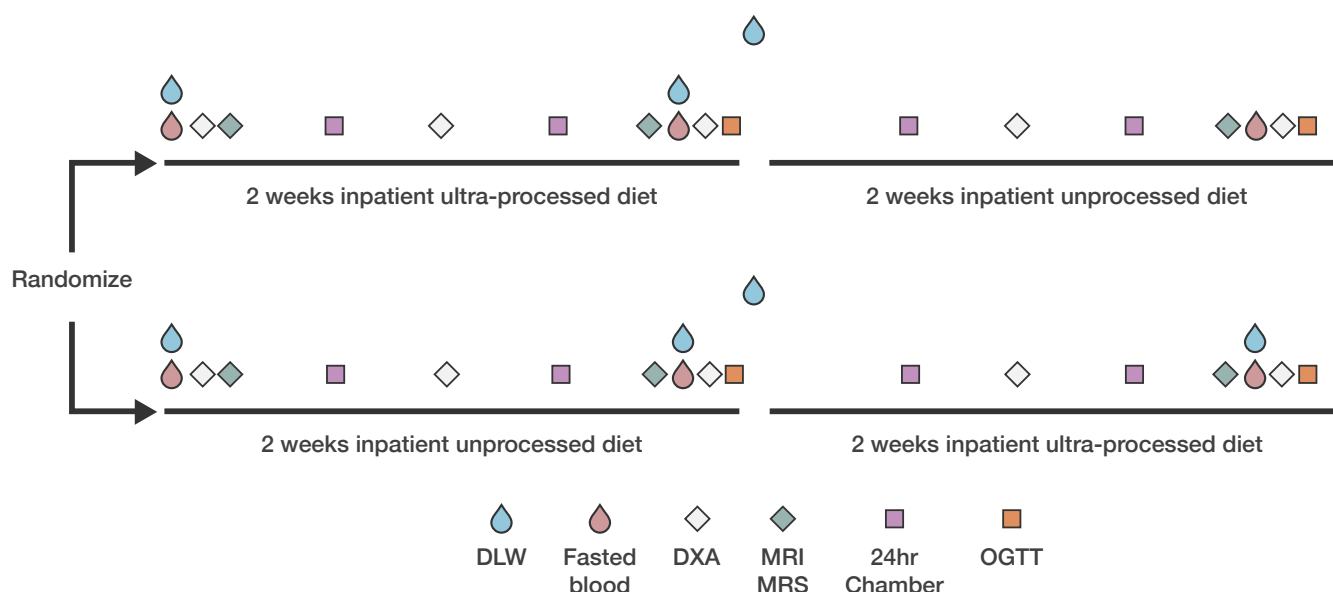 2 weeks inpatient ultra-processed diet
2 weeks inpatient unprocessed diet
Randomize
2 weeks inpatient unprocessed diet
2 weeks inpatient ultra-processed diet
DLW
Fasted
blood
DXA
MRI
MRS
24hr
Chamber
OGTT